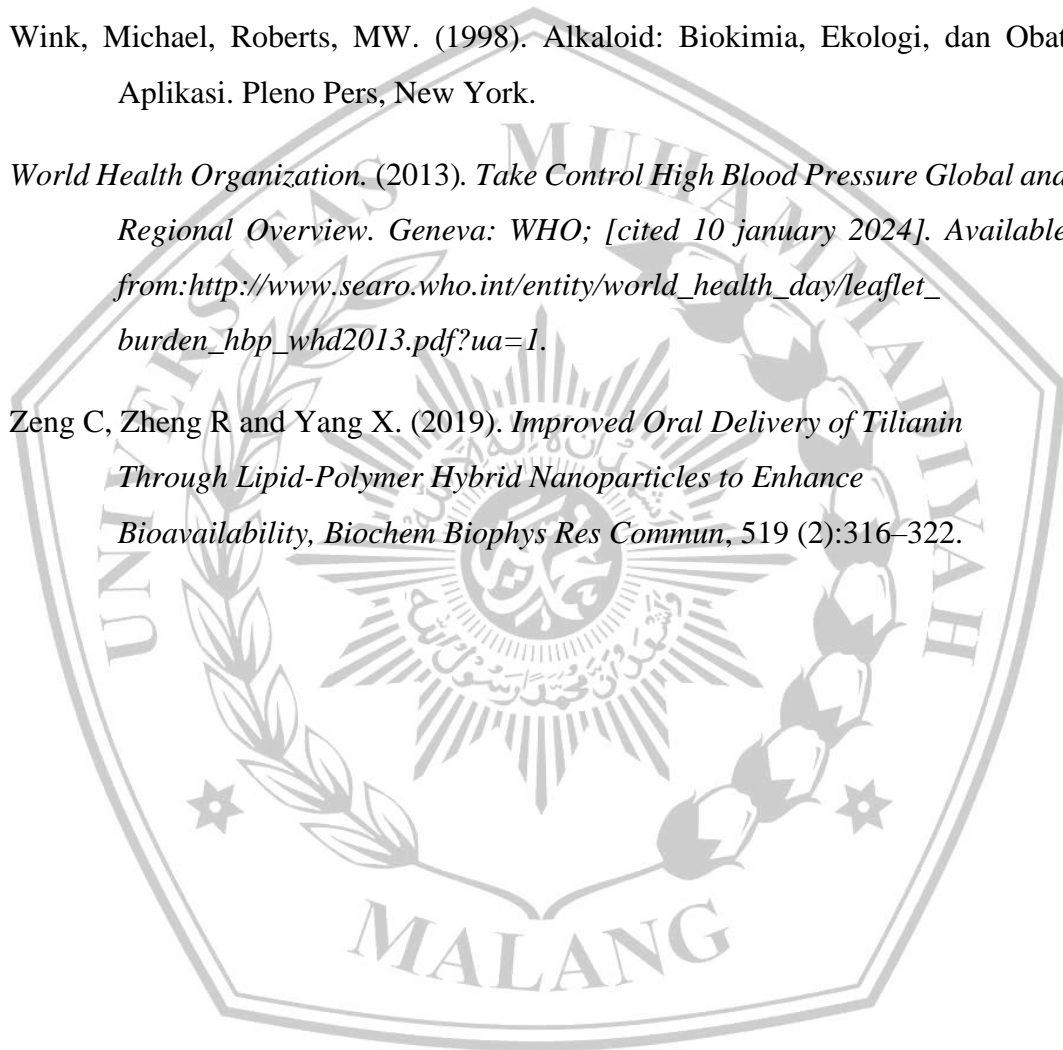 Wink, Michael, Roberts, MW. (1998). Alkaloid: Biokimia, Ekologi, dan Obat
Aplikasi. Pleno Pers, New York.
World Health Organization. (2013). Take Control High Blood Pressure Global and
Regional Overview. Geneva: WHO; [cited 10 january 2024]. Available
from:http://www.searo.who.int/entity/world_health_day/leaflet_
burden_hbp_whd2013.pdf?ua=1.
Zeng C, Zheng R and Yang X. (2019). Improved Oral Delivery of Tilianin
Through Lipid-Polymer Hybrid Nanoparticles to Enhance
Bioavailability, Biochem Biophys Res Commun, 519 (2):316–322.
UNIVERSITAS MUHAMMADIYAH
MALANG